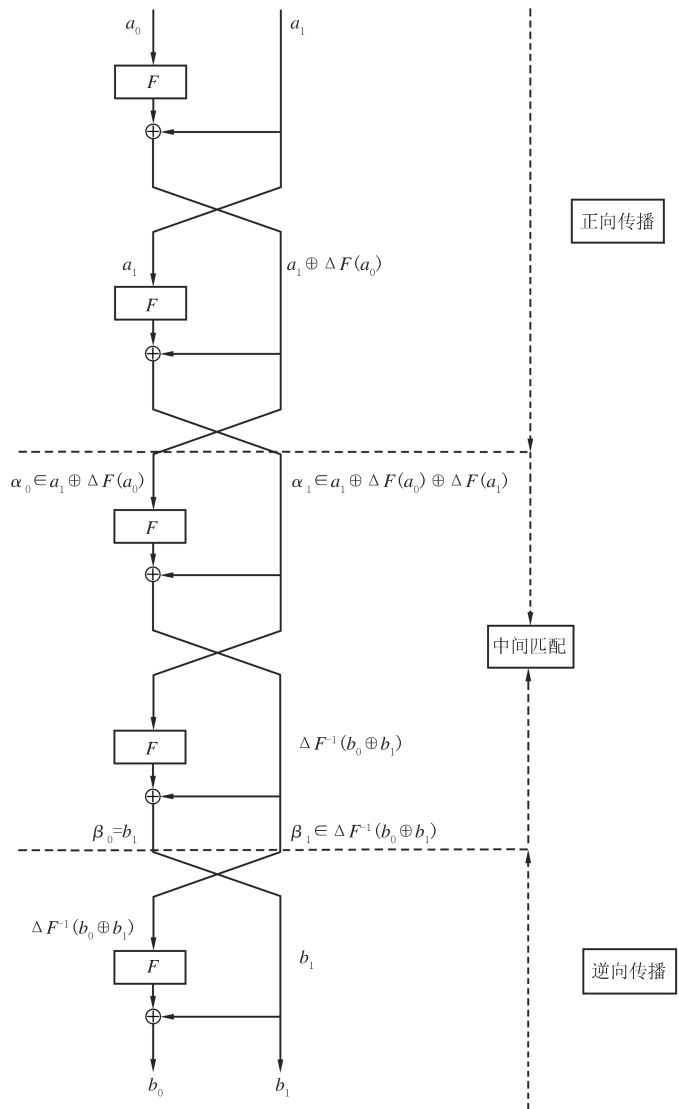 a₀ a₁
F
正向传播
a₁ a₁⊕ΔF(a₀)
F
α₀∈a₁⊕ΔF(a₀) α₁∈a₁⊕ΔF(a₀)⊕ΔF(a₁)
F
中间匹配
F ΔF⁻¹(b₀⊕b₁)
β₀=b₁ β₁∈ΔF⁻¹(b₀⊕b₁)
ΔF⁻¹(b₀⊕b₁)
b₁
F 逆向传播
b₀ b₁